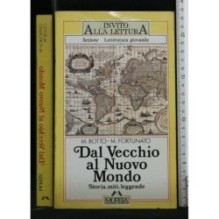 INVITO
ALLA LETTURA
Sezione Letteratura giovanile
M. BOTTO - M. FORTUNATO
Dal Vecchio
al Nuovo
Mondo
Storia, miti, leggende
MURSIA